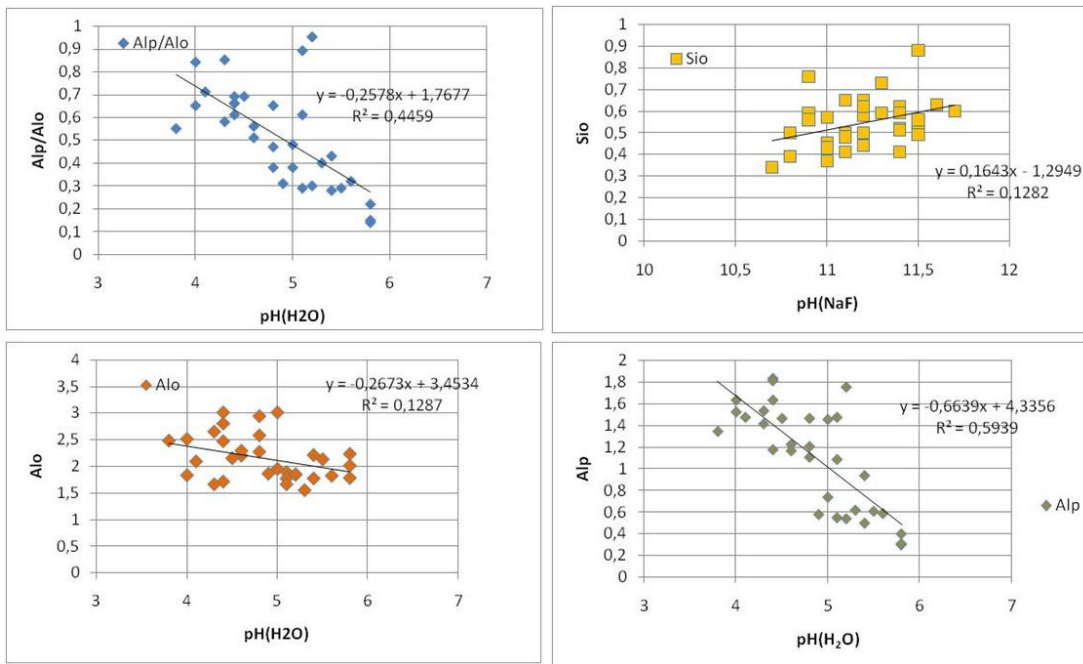 1
0,9
0,8
0,7
0,6
0,5
0,4
0,3
0,2
0,1
0
Alp/Alo
Alp/Alo
y = -0,2578x + 1,7677
R² = 0,4459
3 4 5 6 7
pH(H2O)
1
0,9
0,8
0,7
0,6
0,5
0,4
0,3
0,2
0,1
0
Sio
Sio
y = 0,1643x - 1,2949
R² = 0,1282
10 10,5 11 11,5 12
pH(NaF)
4
3,5
3
2,5
2
1,5
1
0,5
0
Alo
Alo
y = -0,2673x + 3,4534
R² = 0,1287
3 4 5 6 7
pH(H2O)
2
1,8
1,6
1,4
1,2
1
0,8
0,6
0,4
0,2
0
Alp
y = -0,6639x + 4,3356
R² = 0,5939
Alp
3 4 5 6 7
pH(H₂O)